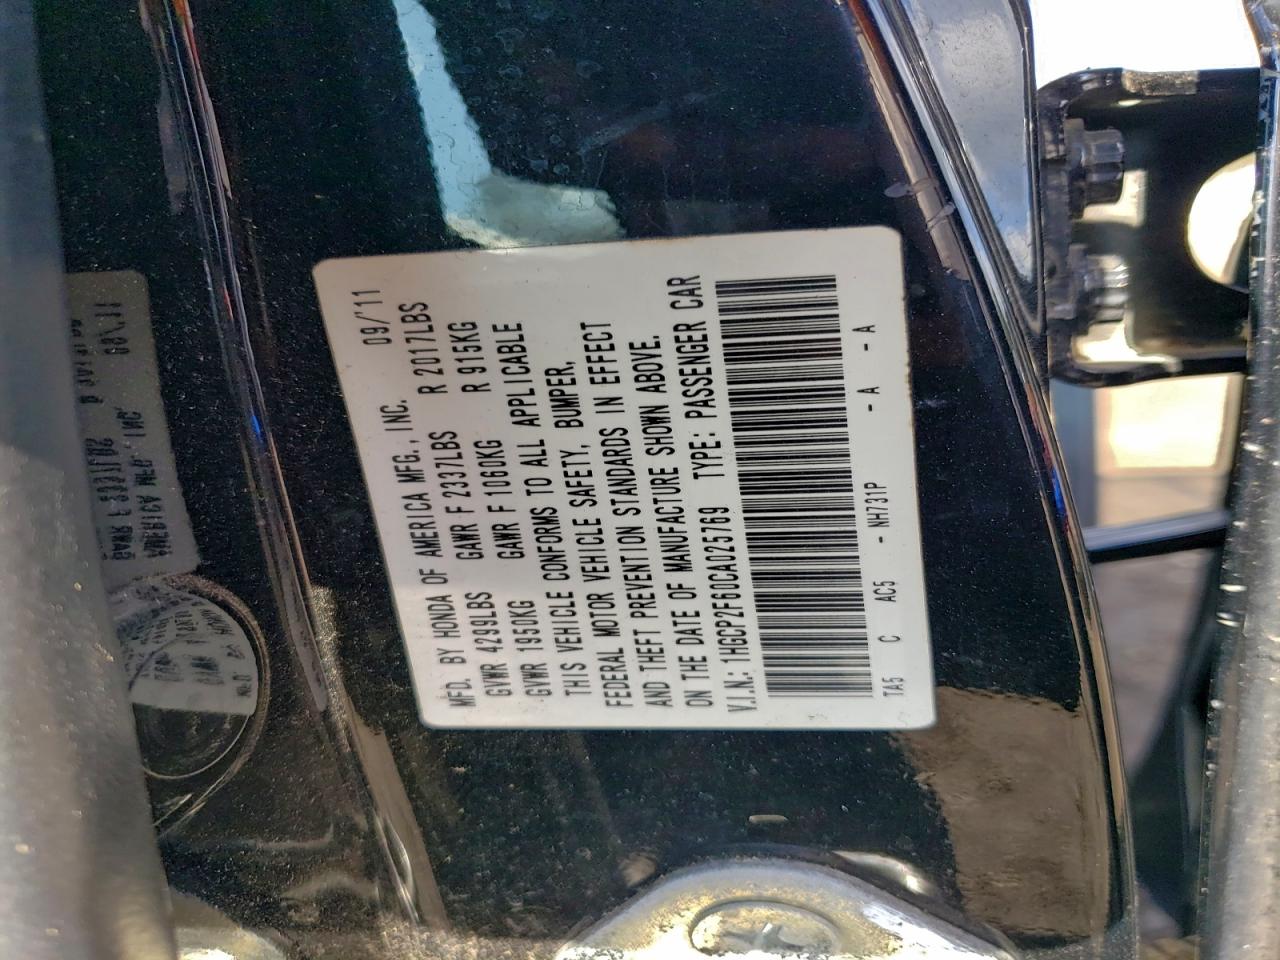 MFD. BY HONDA OF AMERICA MFG., INC. 09/'11
GVWR 4299LBS GAWR F 2337LBS R 2017LBS
GVWR 1950KG GAWR F 1060KG R 915KG
THIS VEHICLE CONFORMS TO ALL APPLICABLE
FEDERAL MOTOR VEHICLE SAFETY, BUMPER,
AND THEFT PREVENTION STANDARDS IN EFFECT
ON THE DATE OF MANUFACTURE SHOWN ABOVE.
V.I.N.: 1HGCP2F60CA025769 TYPE: PASSENGER CAR
TA5 C AC5 - NH731P - A - A